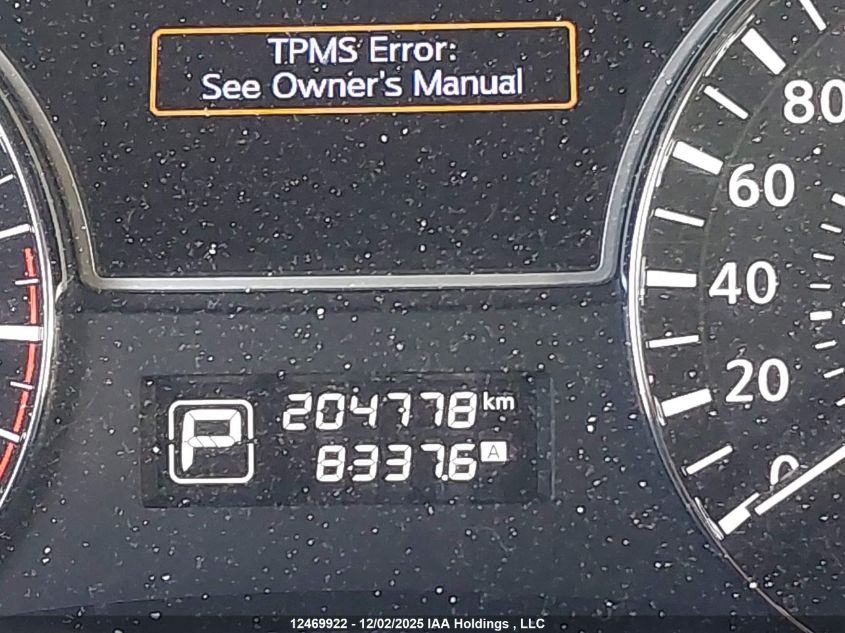 TPMS Error:
See Owner's Manual
80
60
40
20
0
P
204778 km
8337.6 A
12469922 - 12/02/2025 IAA Holdings , LLC